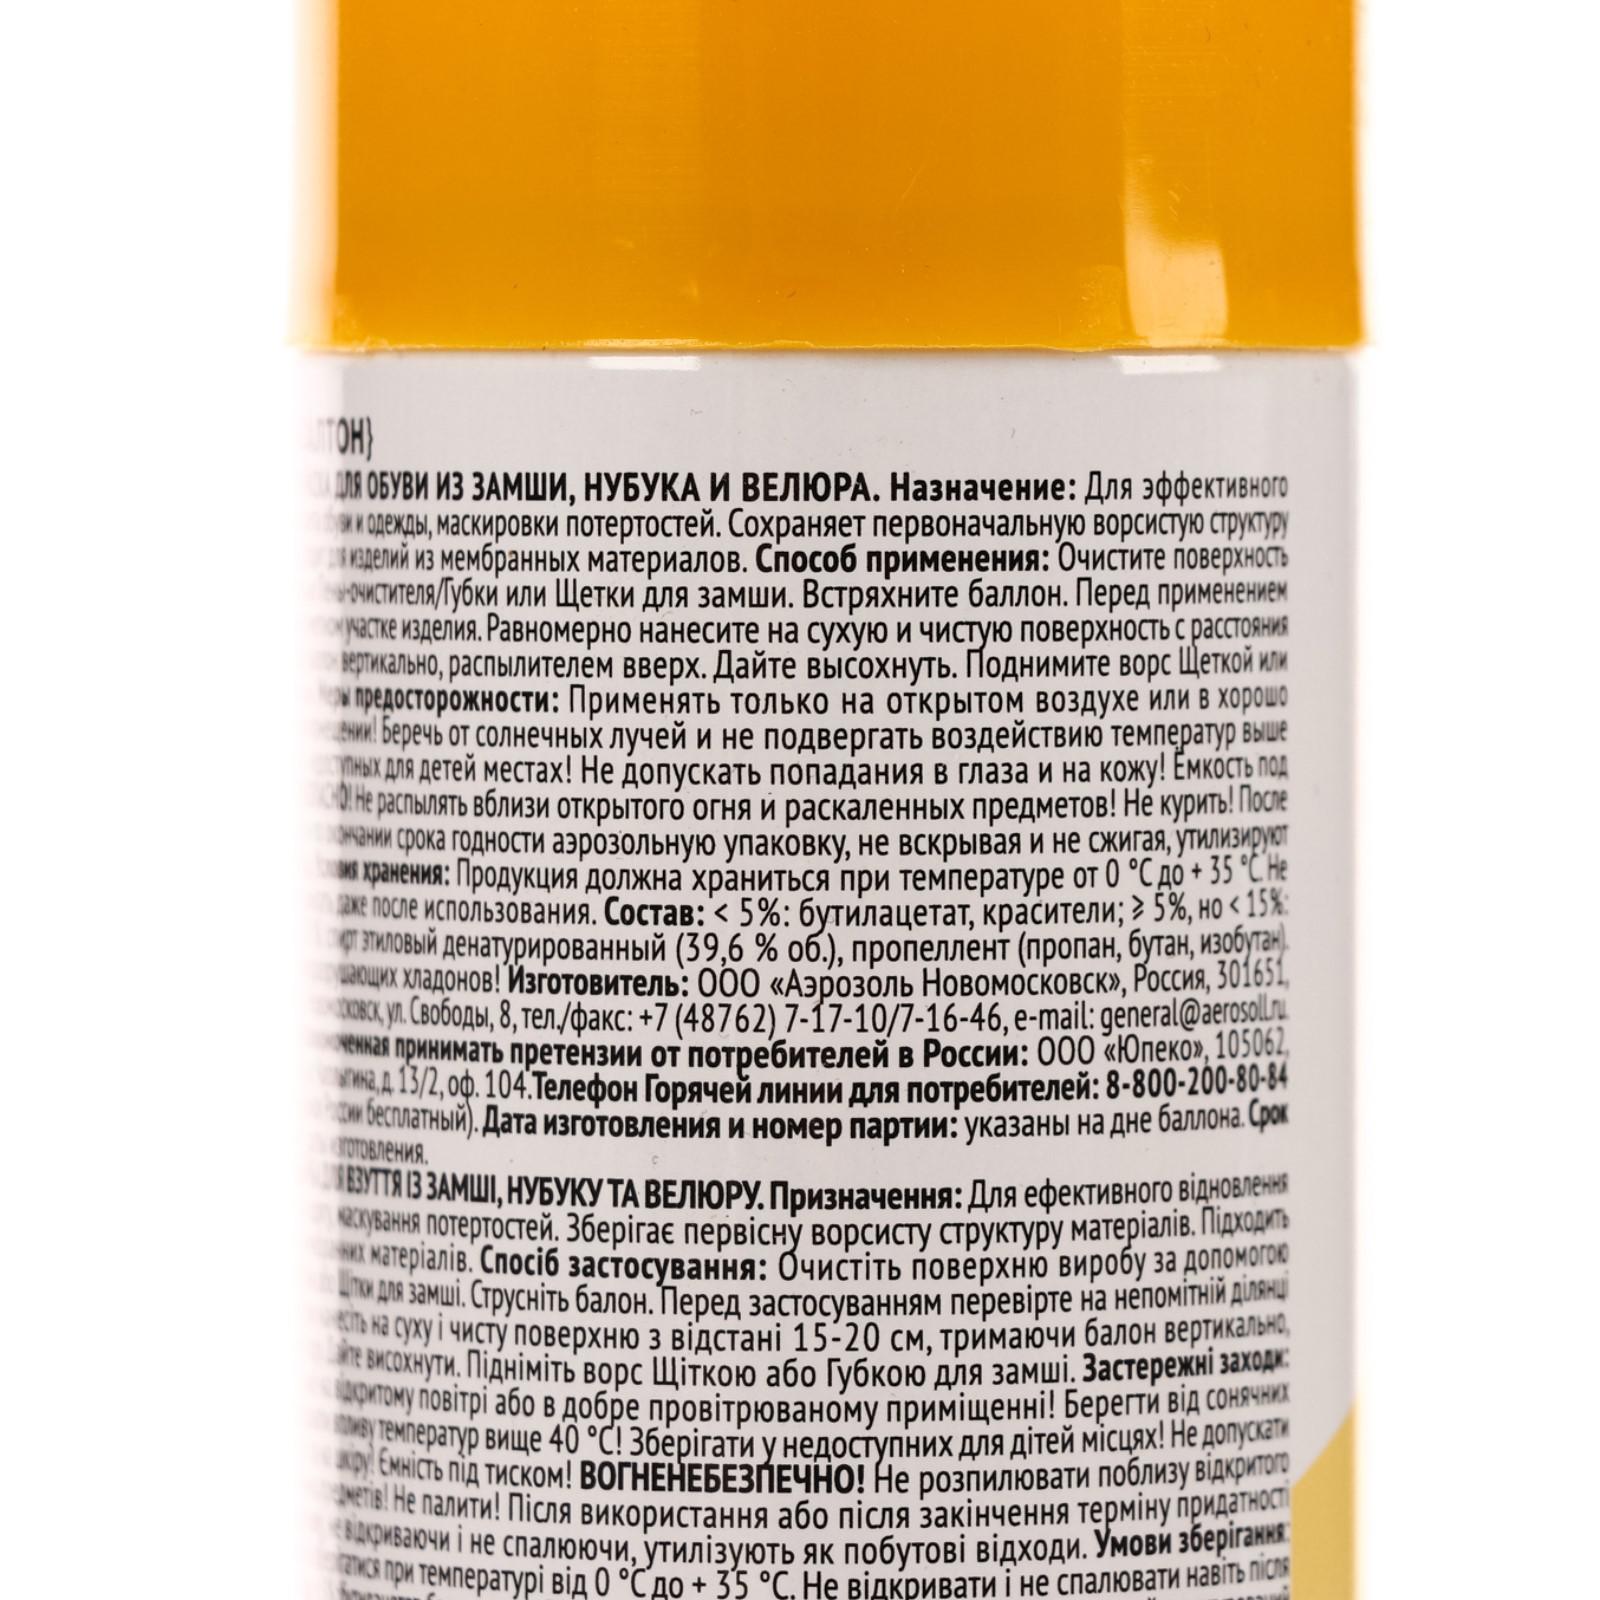 ЛТОН}
ДЛЯ ОБУВИ ИЗ ЗАМШИ, НУБУКА И ВЕЛЮРА. Назначение: Для эффективного
и одежды, маскировки потертостей. Сохраняет первоначальную ворсистую структуру
для изделий из мембранных материалов. Способ применения: Очистите поверхность
-очистителя/Губки или Щетки для замши. Встряхните баллон. Перед применением
участке изделия. Равномерно нанесите на сухую и чистую поверхность с расстояния
вертикально, распылителем вверх. Дайте высохнуть. Поднимите ворс Щеткой или
Меры предосторожности: Применять только на открытом воздухе или в хорошо
Беречь от солнечных лучей и не подвергать воздействию температур выше
для детей местах! Не допускать попадания в глаза и на кожу! Ёмкость под
Не распылять вблизи открытого огня и раскаленных предметов! Не курить! После
окончании срока годности аэрозольную упаковку, не вскрывая и не сжигая, утилизируют
хранения: Продукция должна храниться при температуре от 0 °С до + 35 °С. Не
даже после использования. Состав: < 5%: бутилацетат, красители; ⩾ 5%, но < 15%:
спирт этиловый денатурированный (39,6 % об.), пропеллент (пропан, бутан, изобутан).
хладонов! Изготовитель: ООО «Аэрозоль Новомосковск», Россия, 301651,
ул. Свободы, 8, тел./факс: +7 (48762) 7-17-10/7-16-46, e-mail: general@aerosoll.ru.
принимать претензии от потребителей в России: ООО «Юпеко», 105062,
д. 13/2, оф. 104. Телефон Горячей линии для потребителей: 8-800-200-80-84
России бесплатный). Дата изготовления и номер партии: указаны на дне баллона. Срок
изготовления.
ДЛЯ ВЗУТТЯ ІЗ ЗАМШІ, НУБУКУ ТА ВЕЛЮРУ. Призначення: Для ефективного відновлення
маскування потертостей. Зберігає первісну ворсисту структуру матеріалів. Підходить
матеріалів. Спосіб застосування: Очистіть поверхню виробу за допомогою
Щітки для замші. Струсніть балон. Перед застосуванням перевірте на непомітній ділянці
на суху і чисту поверхню з відстані 15-20 см, тримаючи балон вертикально,
Дайте висохнути. Підніміть ворс Щіткою або Губкою для замші. Застережні заходи:
відкритому повітрі або в добре провітрюваному приміщенні! Берегти від сонячних
впливу температур вище 40 °С! Зберігати у недоступних для дітей місцях! Не допускати
шкіру! Ємність під тиском! ВОГНЕНЕБЕЗПЕЧНО! Не розпилювати поблизу відкритого
Не палити! Після використання або після закінчення терміну придатності
відкриваючи і не спалюючи, утилізують як побутові відходи. Умови зберігання:
при температурі від 0 °С до + 35 °С. Не відкривати і не спалювати навіть після